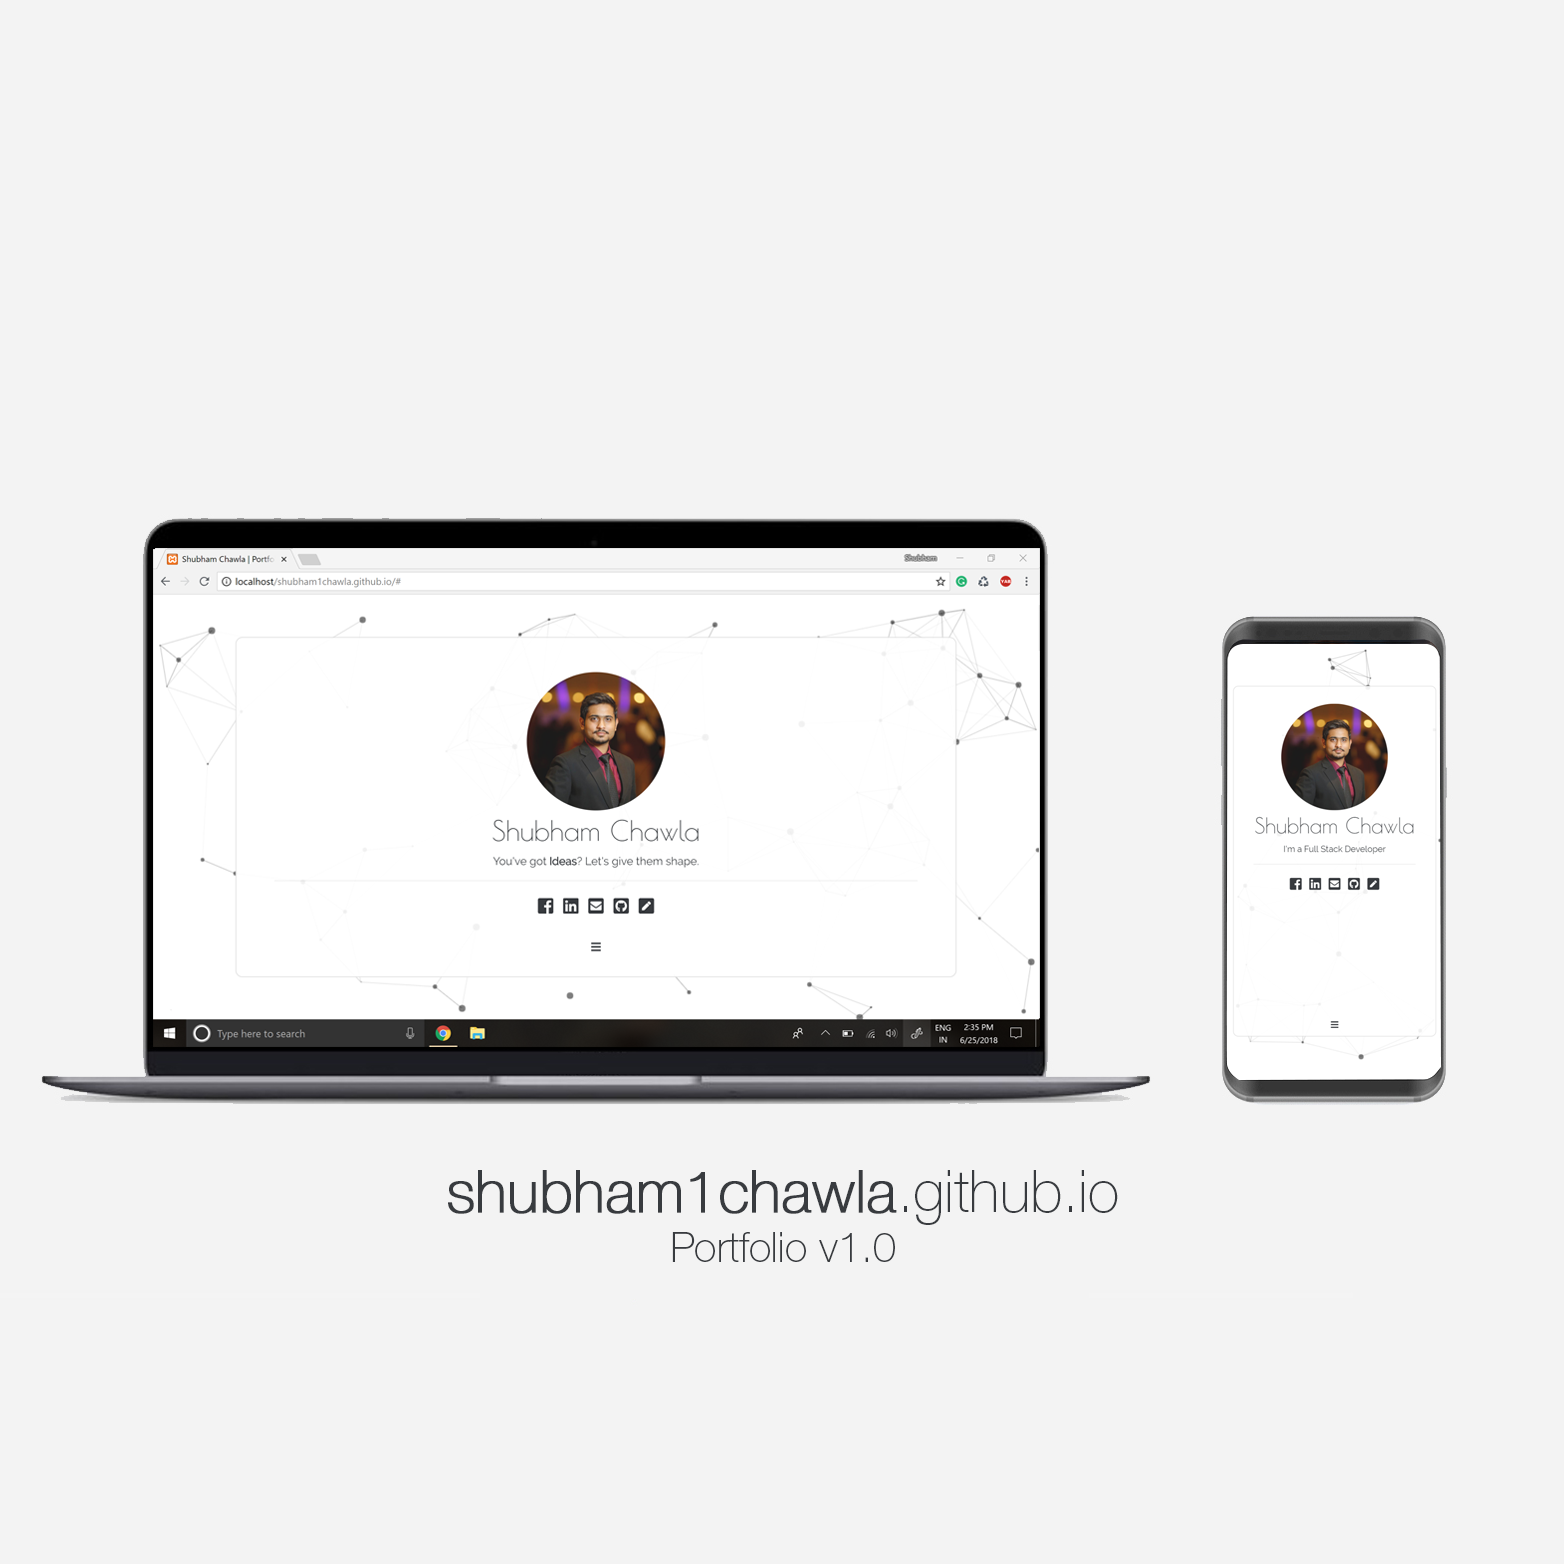 Shubham Chawla | Portfo
Shubham
localhost/shubham1chawla.github.io/#
Shubham Chawla
You've got Ideas? Let's give them shape.
Type here to search
ENG
IN
2:35 PM
6/25/2018
Shubham Chawla
I'm a Full Stack Developer
shubham1chawla.github.io
Portfolio v1.0